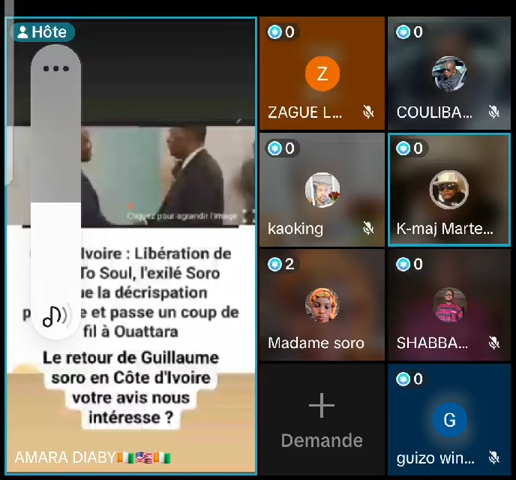 Hôte
Cliquez pour agrandir l'image
Ivoire : Libération de
To Soul, l'exilé Soro
la décrispation
et passe un coup de
fil à Ouattara
Le retour de Guillaume
soro en Côte d'Ivoire
votre avis nous
intéresse ?
AMARA DIABY🇨🇮🇺🇸🇨🇮
0
Z
ZAGUE L...
0
COULIBA...
0
kaoking
0
K-maj Marte...
2
Madame soro
0
SHABBA...
+
Demande
0
G
guizo win...